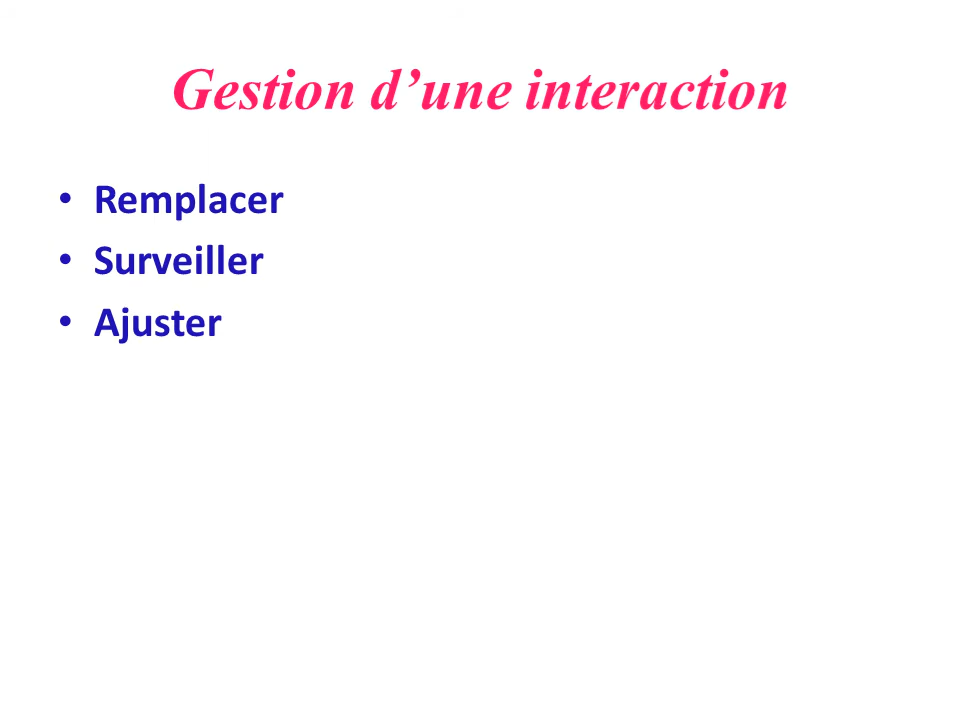 Gestion d’une interaction
• Remplacer
• Surveiller
• Ajuster